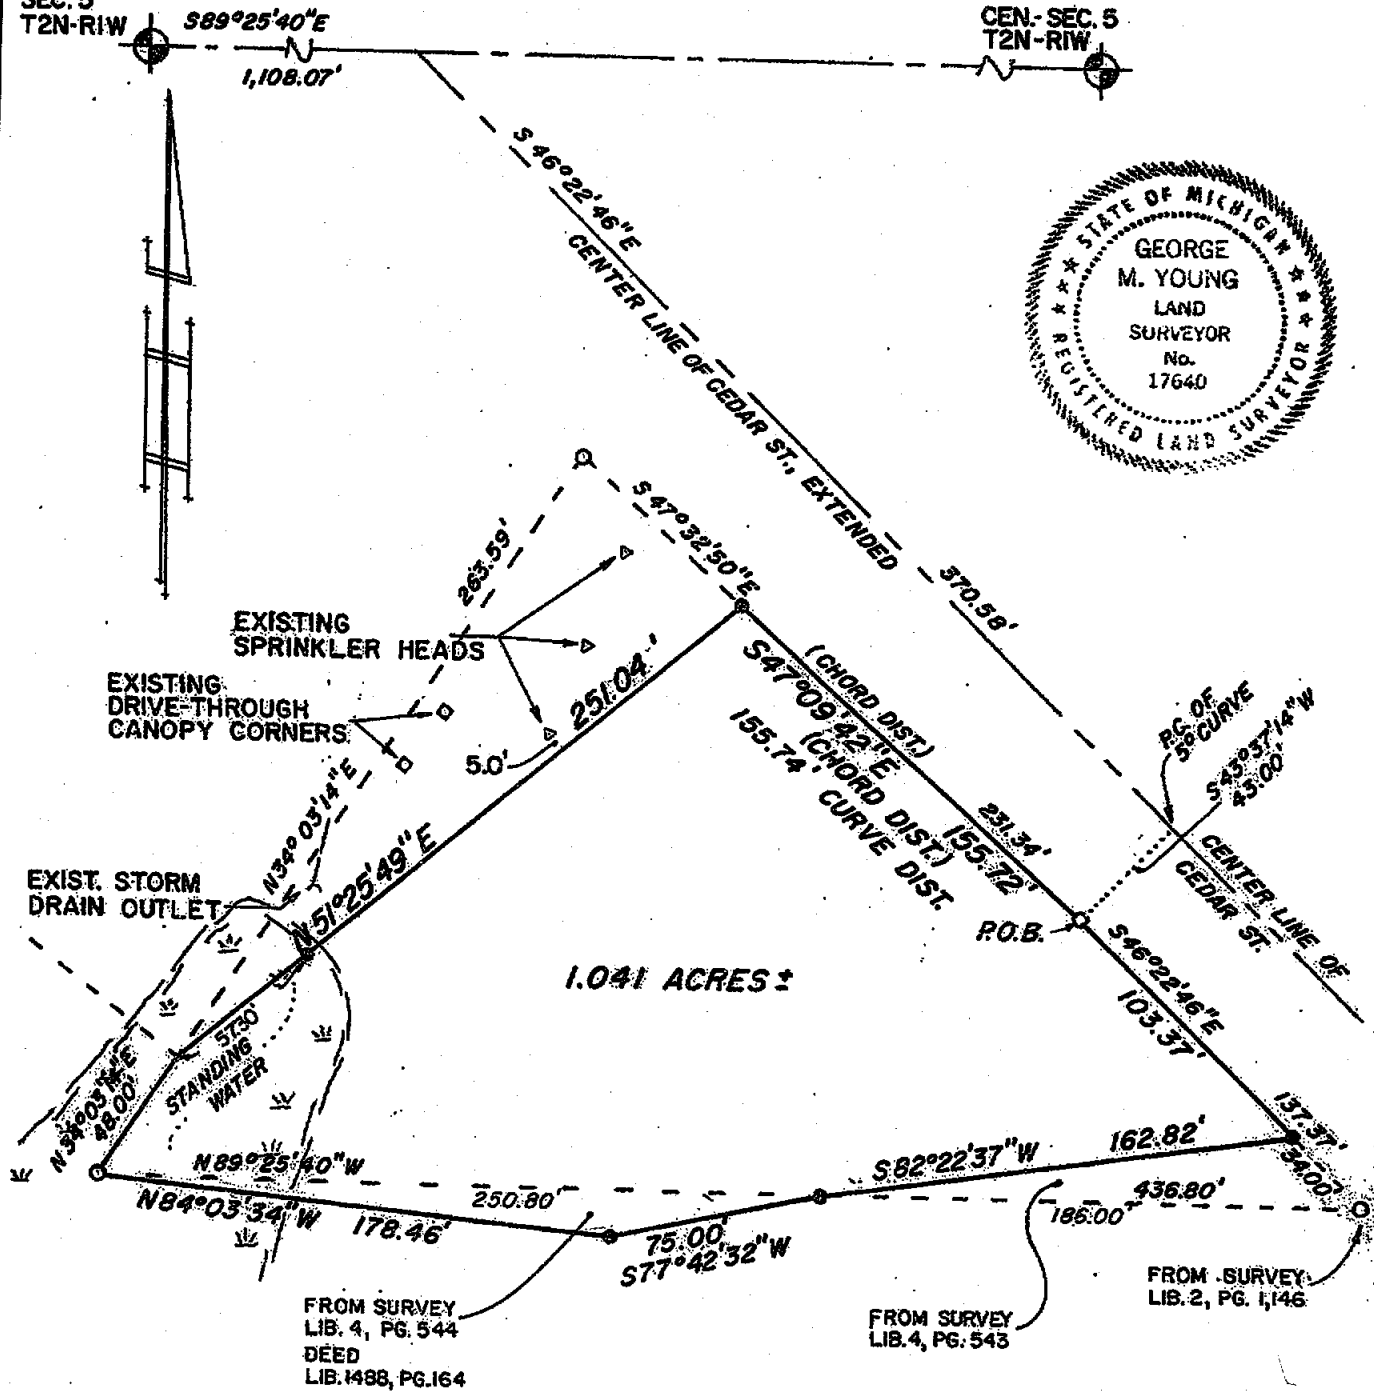 SEC. 5
T2N-R1W
S89°25'40"E
1,108.07'
CEN.- SEC. 5
T2N-R1W
S 46°22'46"E
CENTER LINE OF CEDAR ST., EXTENDED
370.58'
STATE OF MICHIGAN
GEORGE
M. YOUNG
LAND
SURVEYOR
No.
17640
REGISTERED LAND SURVEYOR
S 47°32'50"E
263.59'
EXISTING
SPRINKLER HEADS
EXISTING
DRIVE-THROUGH
CANOPY CORNERS
251.04'
5.0'
N34°03'14"E
N51°25'49"E
(CHORD DIST.)
S47°09'42"E
(CHORD DIST.)
155.74' CURVE DIST.
231.34'
155.72'
P.C. OF
5° CURVE
S43°37'14"W
43.00'
CENTER LINE OF
CEDAR ST.
EXIST. STORM
DRAIN OUTLET
P.O.B.
1.041 ACRES ±
S46°22'46"E
103.37'
57.30'
STANDING
WATER
N34°03'14"E
48.00'
137.37'
34.00'
N89°25'40"W
250.80'
N84°03'34"W
178.46'
75.00'
S77°42'32"W
S82°22'37"W
162.82'
436.80'
186.00'
FROM SURVEY
LIB. 4, PG. 544
DEED
LIB. 1488, PG. 164
FROM SURVEY
LIB. 4, PG. 543
FROM SURVEY
LIB. 2, PG. 1,146